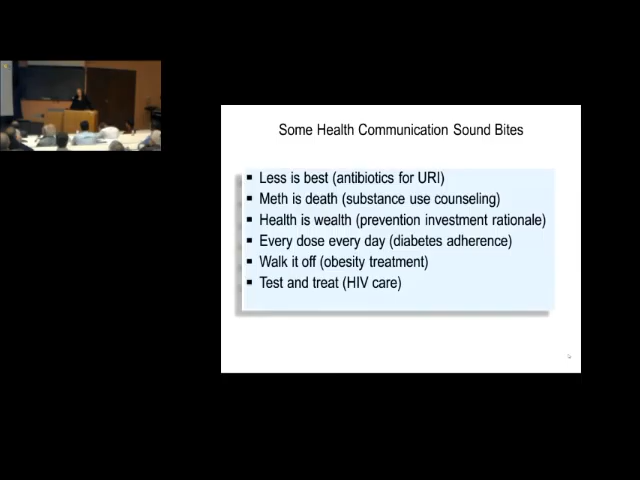 Some Health Communication Sound Bites
▪ Less is best (antibiotics for URI)
▪ Meth is death (substance use counseling)
▪ Health is wealth (prevention investment rationale)
▪ Every dose every day (diabetes adherence)
▪ Walk it off (obesity treatment)
▪ Test and treat (HIV care)